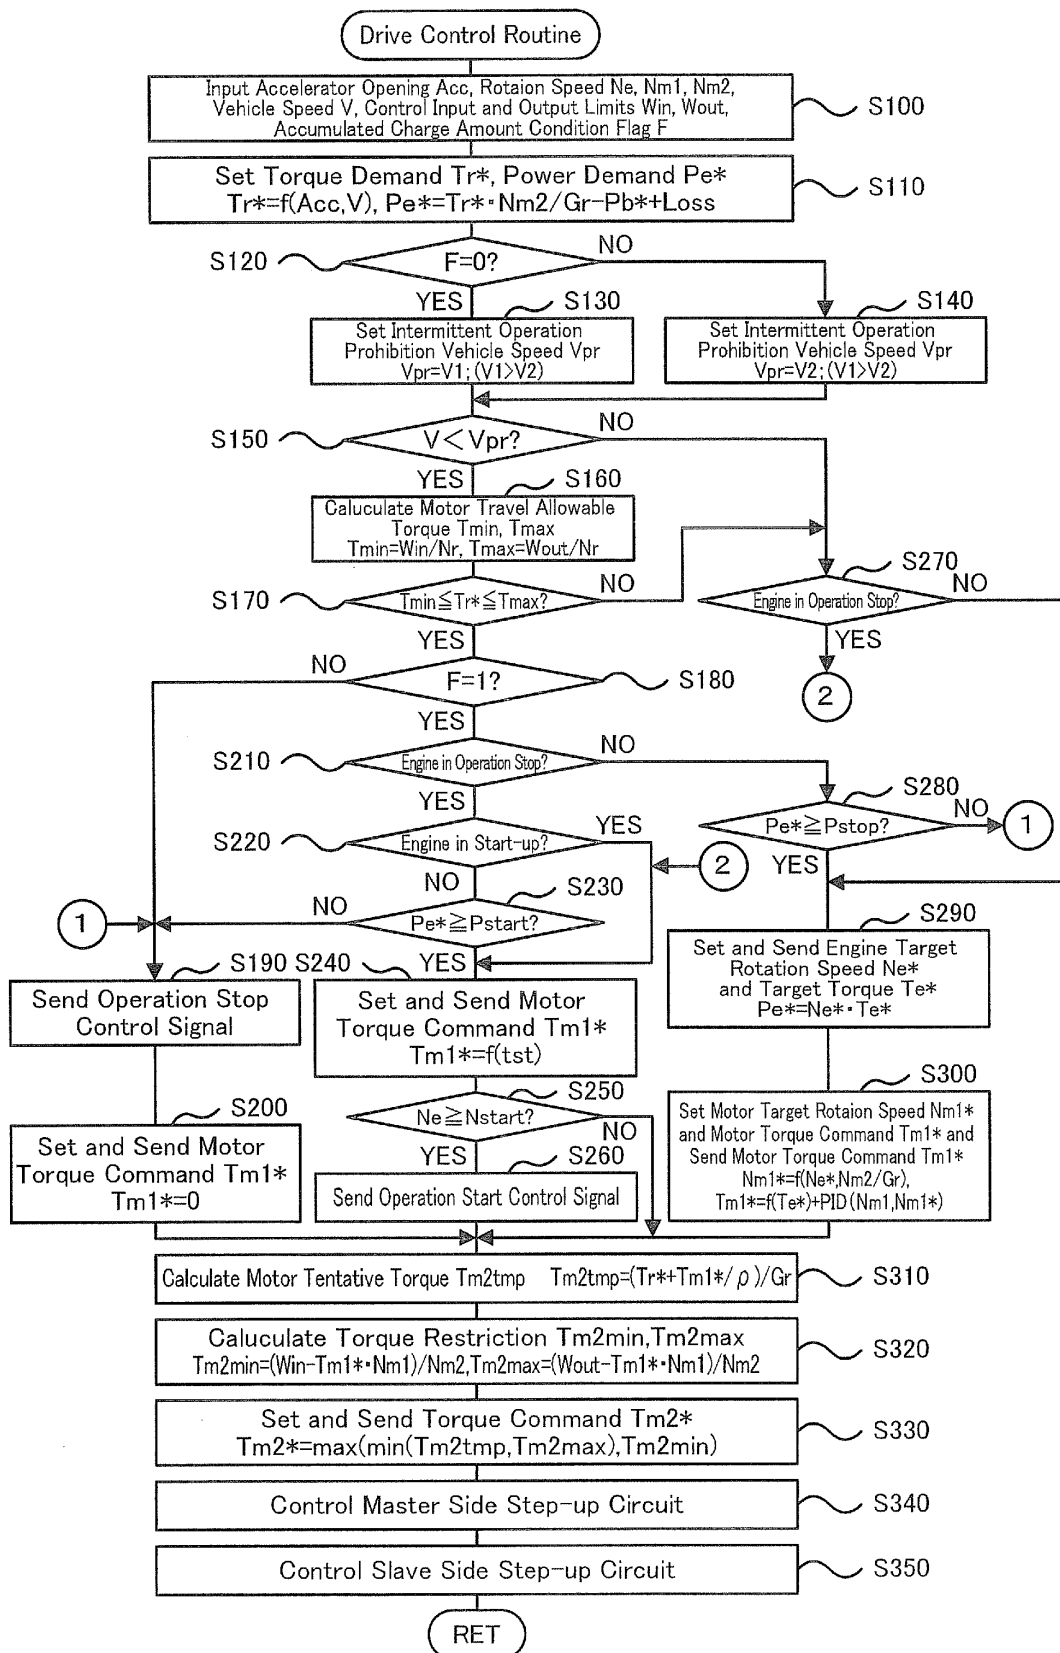 Drive Control Routine
Input Accelerator Opening Acc, Rotaion Speed Ne, Nm1, Nm2,
Vehicle Speed V, Control Input and Output Limits Win, Wout,
Accumulated Charge Amount Condition Flag F
S100
Set Torque Demand Tr*, Power Demand Pe*
Tr*=f(Acc,V), Pe*=Tr*・Nm2/Gr-Pb*+Loss
S110
S120
F=0?
NO
YES
S130
S140
Set Intermittent Operation
Prohibition Vehicle Speed Vpr
Vpr=V1;(V1>V2)
Set Intermittent Operation
Prohibition Vehicle Speed Vpr
Vpr=V2;(V1>V2)
S150
V<Vpr?
NO
YES
S160
Caluculate Motor Travel Allowable
Torque Tmin, Tmax
Tmin=Win/Nr, Tmax=Wout/Nr
S170
Tmin≦Tr*≦Tmax?
NO
YES
S270
Engine in Operation Stop?
NO
YES
2
NO
F=1?
S180
YES
S210
Engine in Operation Stop?
NO
YES
S280
Pe*≧Pstop?
NO
1
YES
S220
Engine in Start-up?
YES
2
NO
S230
1
NO
Pe*≧Pstart?
YES
S190
Send Operation Stop
Control Signal
S240
Set and Send Motor
Torque Command Tm1*
Tm1*=f(tst)
S290
Set and Send Engine Target
Rotation Speed Ne*
and Target Torque Te*
Pe*=Ne*・Te*
S200
Set and Send Motor
Torque Command Tm1*
Tm1*=0
S250
Ne≧Nstart?
NO
YES
S260
Send Operation Start Control Signal
S300
Set Motor Target Rotaion Speed Nm1*
and Motor Torque Command Tm1* and
Send Motor Torque Command Tm1*
Nm1*=f(Ne*,Nm2/Gr),
Tm1*=f(Te*)+PID(Nm1,Nm1*)
Calculate Motor Tentative Torque Tm2tmp Tm2tmp=(Tr*+Tm1*/ρ)/Gr
S310
Caluculate Torque Restriction Tm2min,Tm2max
Tm2min=(Win-Tm1*・Nm1)/Nm2,Tm2max=(Wout-Tm1*・Nm1)/Nm2
S320
Set and Send Torque Command Tm2*
Tm2*=max(min(Tm2tmp,Tm2max),Tm2min)
S330
Control Master Side Step-up Circuit
S340
Control Slave Side Step-up Circuit
S350
RET